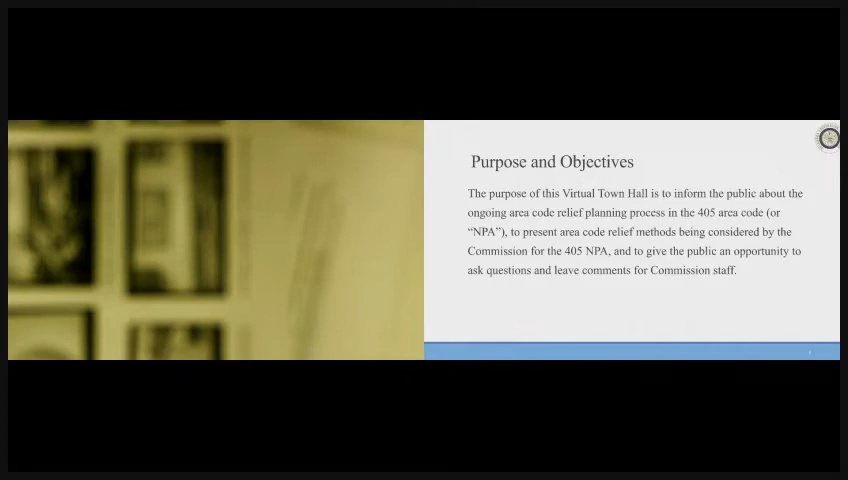 Purpose and Objectives
The purpose of this Virtual Town Hall is to inform the public about the
ongoing area code relief planning process in the 405 area code (or
“NPA”), to present area code relief methods being considered by the
Commission for the 405 NPA, and to give the public an opportunity to
ask questions and leave comments for Commission staff.